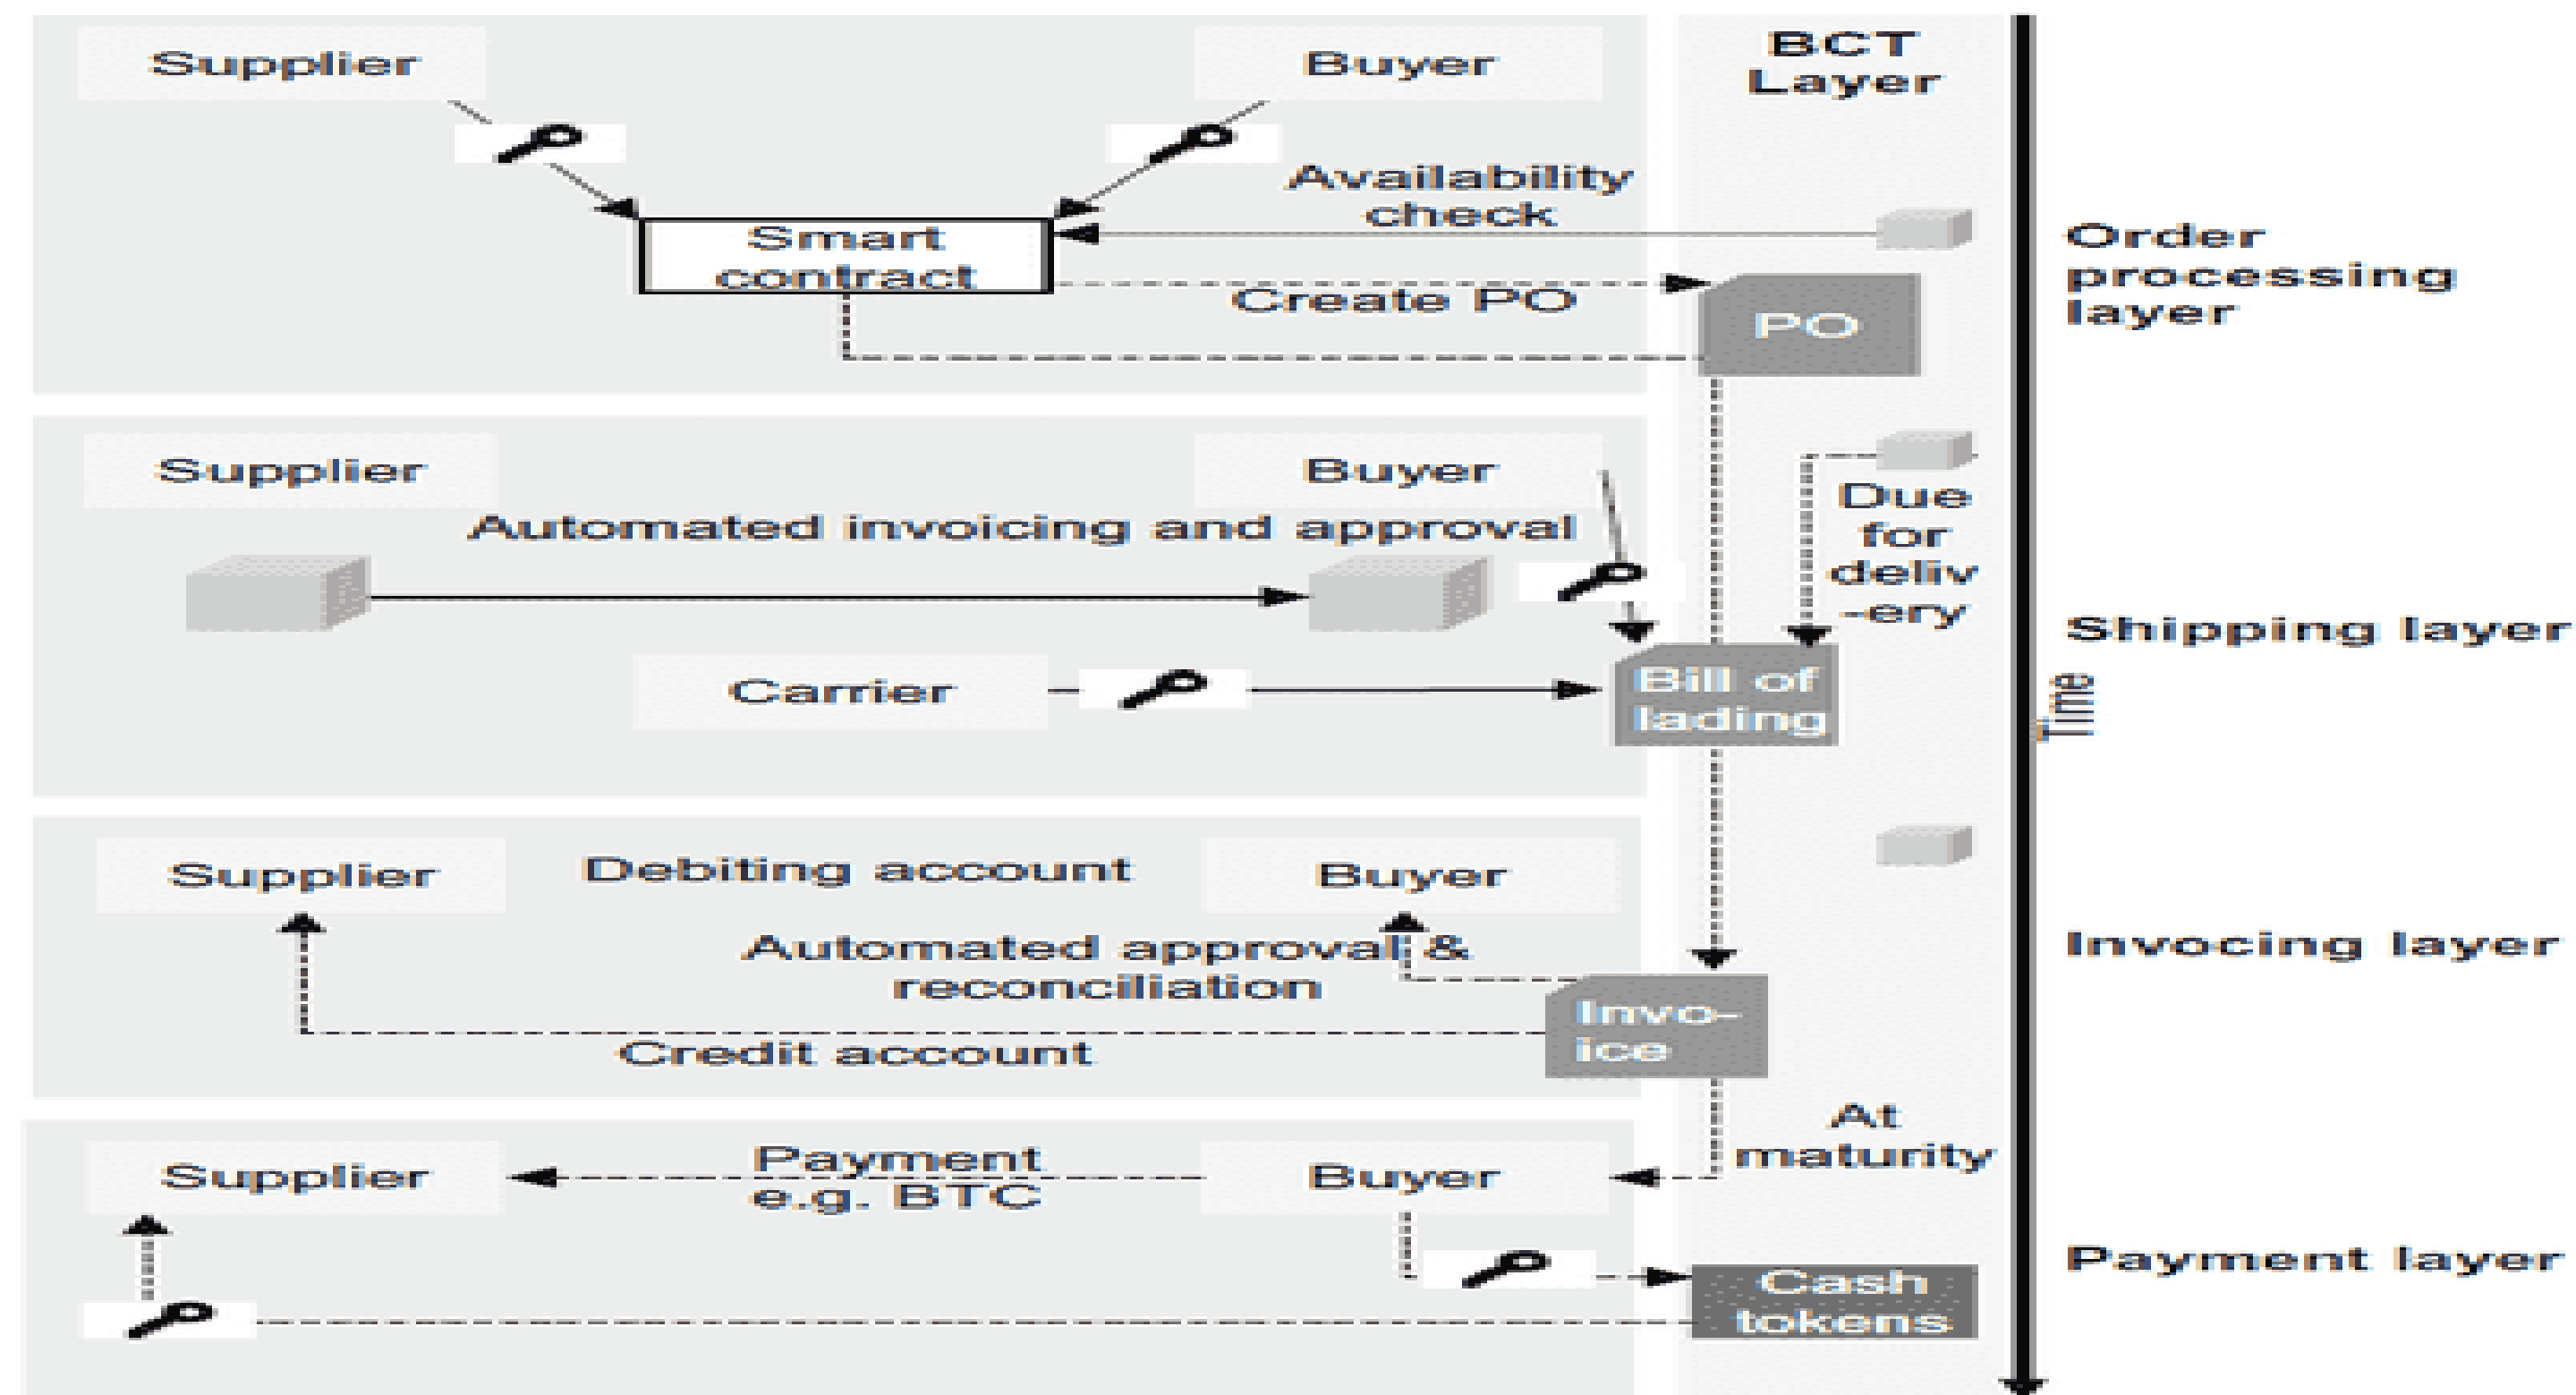 Supplier
Buyer
BCT
Layer
Availability
check
Smart
contract
Create PO
PO
Order
processing
layer
Supplier
Buyer
Automated invoicing and approval
Due
for
deliv
-ery
Carrier
Bill of
lading
Shipping layer
Time
Supplier
Debiting account
Buyer
Automated approval &
reconciliation
Invo-
ice
Credit account
Invocing layer
At
maturity
Supplier
Payment
e.g. BTC
Buyer
Cash
tokens
Payment layer